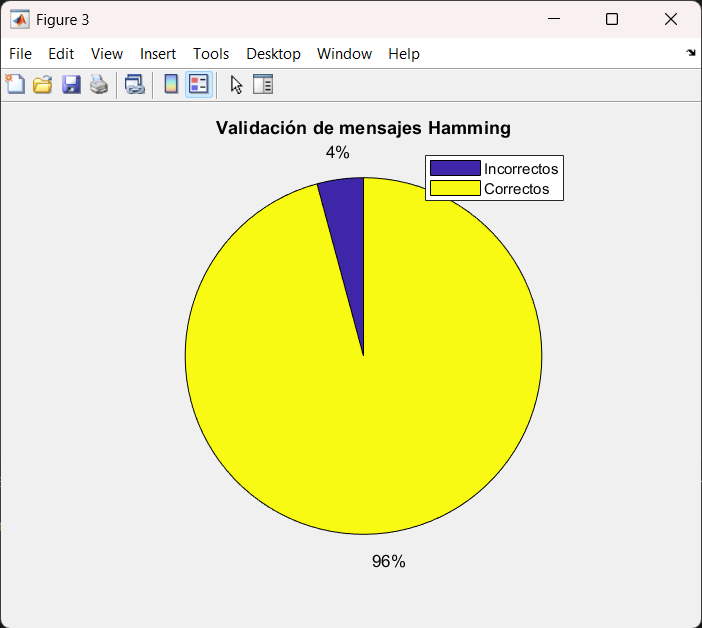 Figure 3
File Edit View Insert Tools Desktop Window Help
Validación de mensajes Hamming
4%
Incorrectos
Correctos
96%